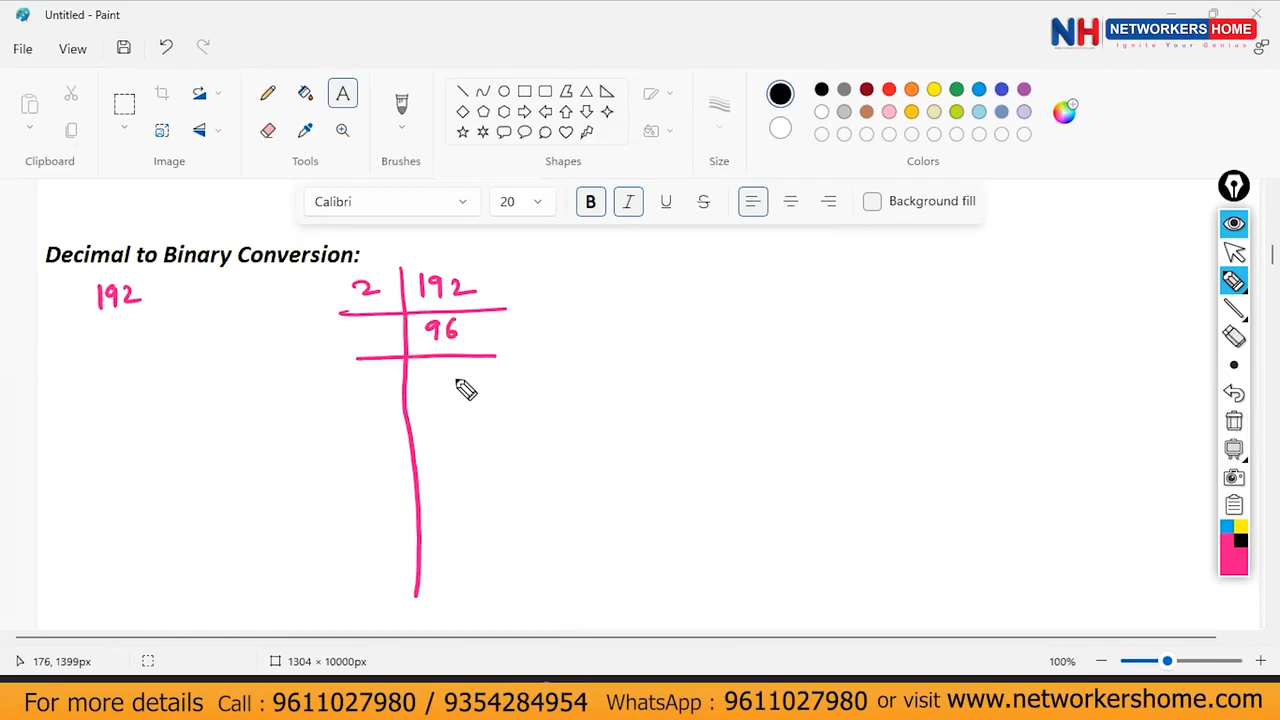 Untitled - Paint
NH NETWORKERS HOME
Ignite Your Genius
File View
A
Clipboard Image Tools Brushes Shapes Size Colors
Calibri 20 B I U S Background fill
Decimal to Binary Conversion:
192
2 192
96
176, 1399px 1304 × 10000px 100%
For more details Call : 9611027980 / 9354284954 WhatsApp : 9611027980 or visit www.networkershome.com